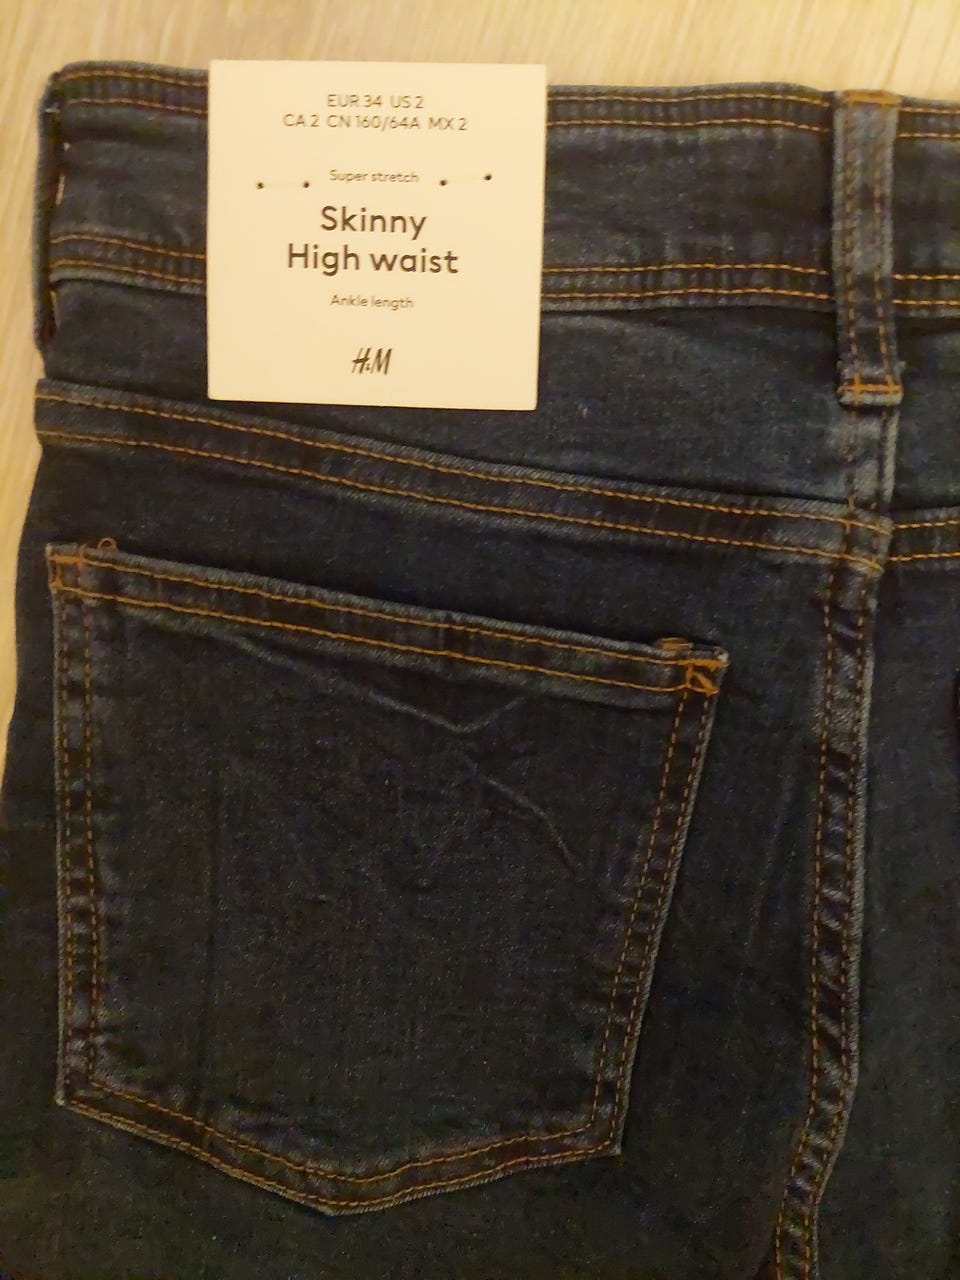 EUR 34 US 2
CA 2 CN 160/64A MX 2
Super stretch
Skinny
High waist
Ankle length
H&M